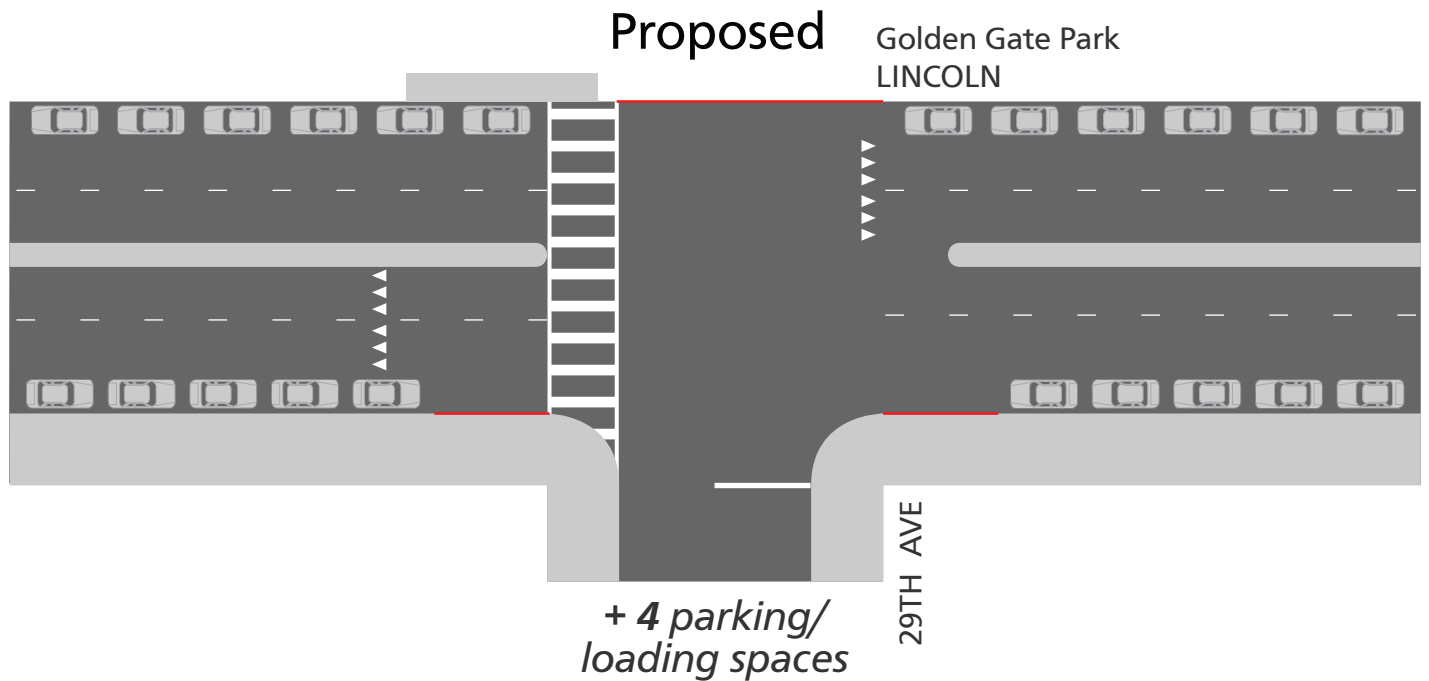 Proposed
Golden Gate Park
LINCOLN
29TH AVE
+ 4 parking/
loading spaces